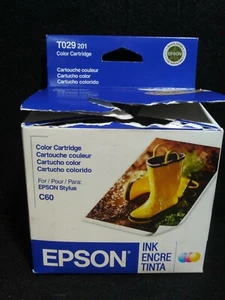 T029 201
Color Cartridge
EPSON
Cartouche couleur
Cartucho color
Cartucho colorido
Color Cartridge
Cartouche couleur
Cartucho color
Cartucho colorido
For / Pour / Para:
EPSON Stylus
C60
EPSON
INK
ENCRE
TINTA